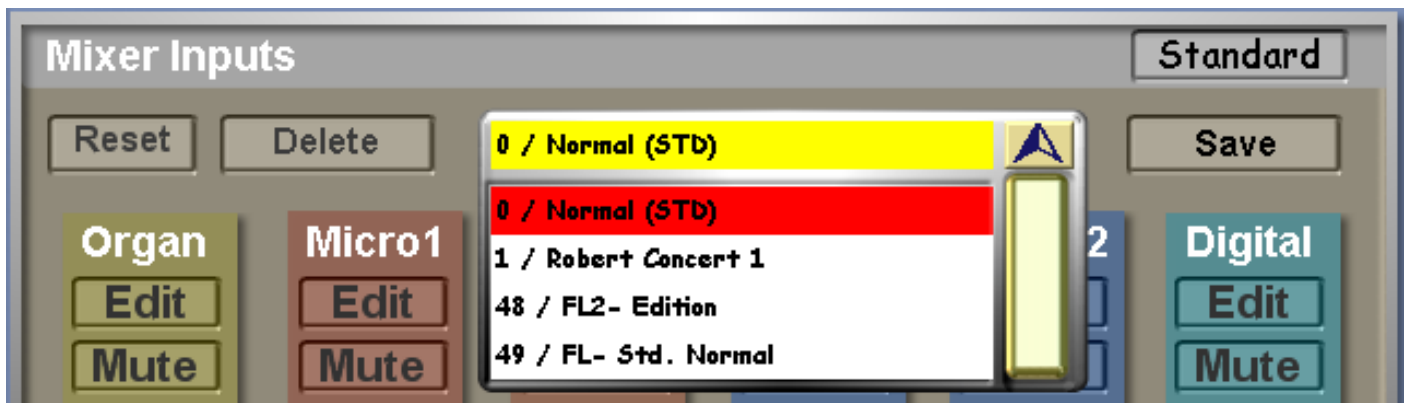 Mixer Inputs
Standard
Reset
Delete
0 / Normal (STD)
Save
0 / Normal (STD)
1 / Robert Concert 1
48 / FL2- Edition
49 / FL- Std. Normal
Organ
Edit
Mute
Micro1
Edit
Mute
2
Digital
Edit
Mute